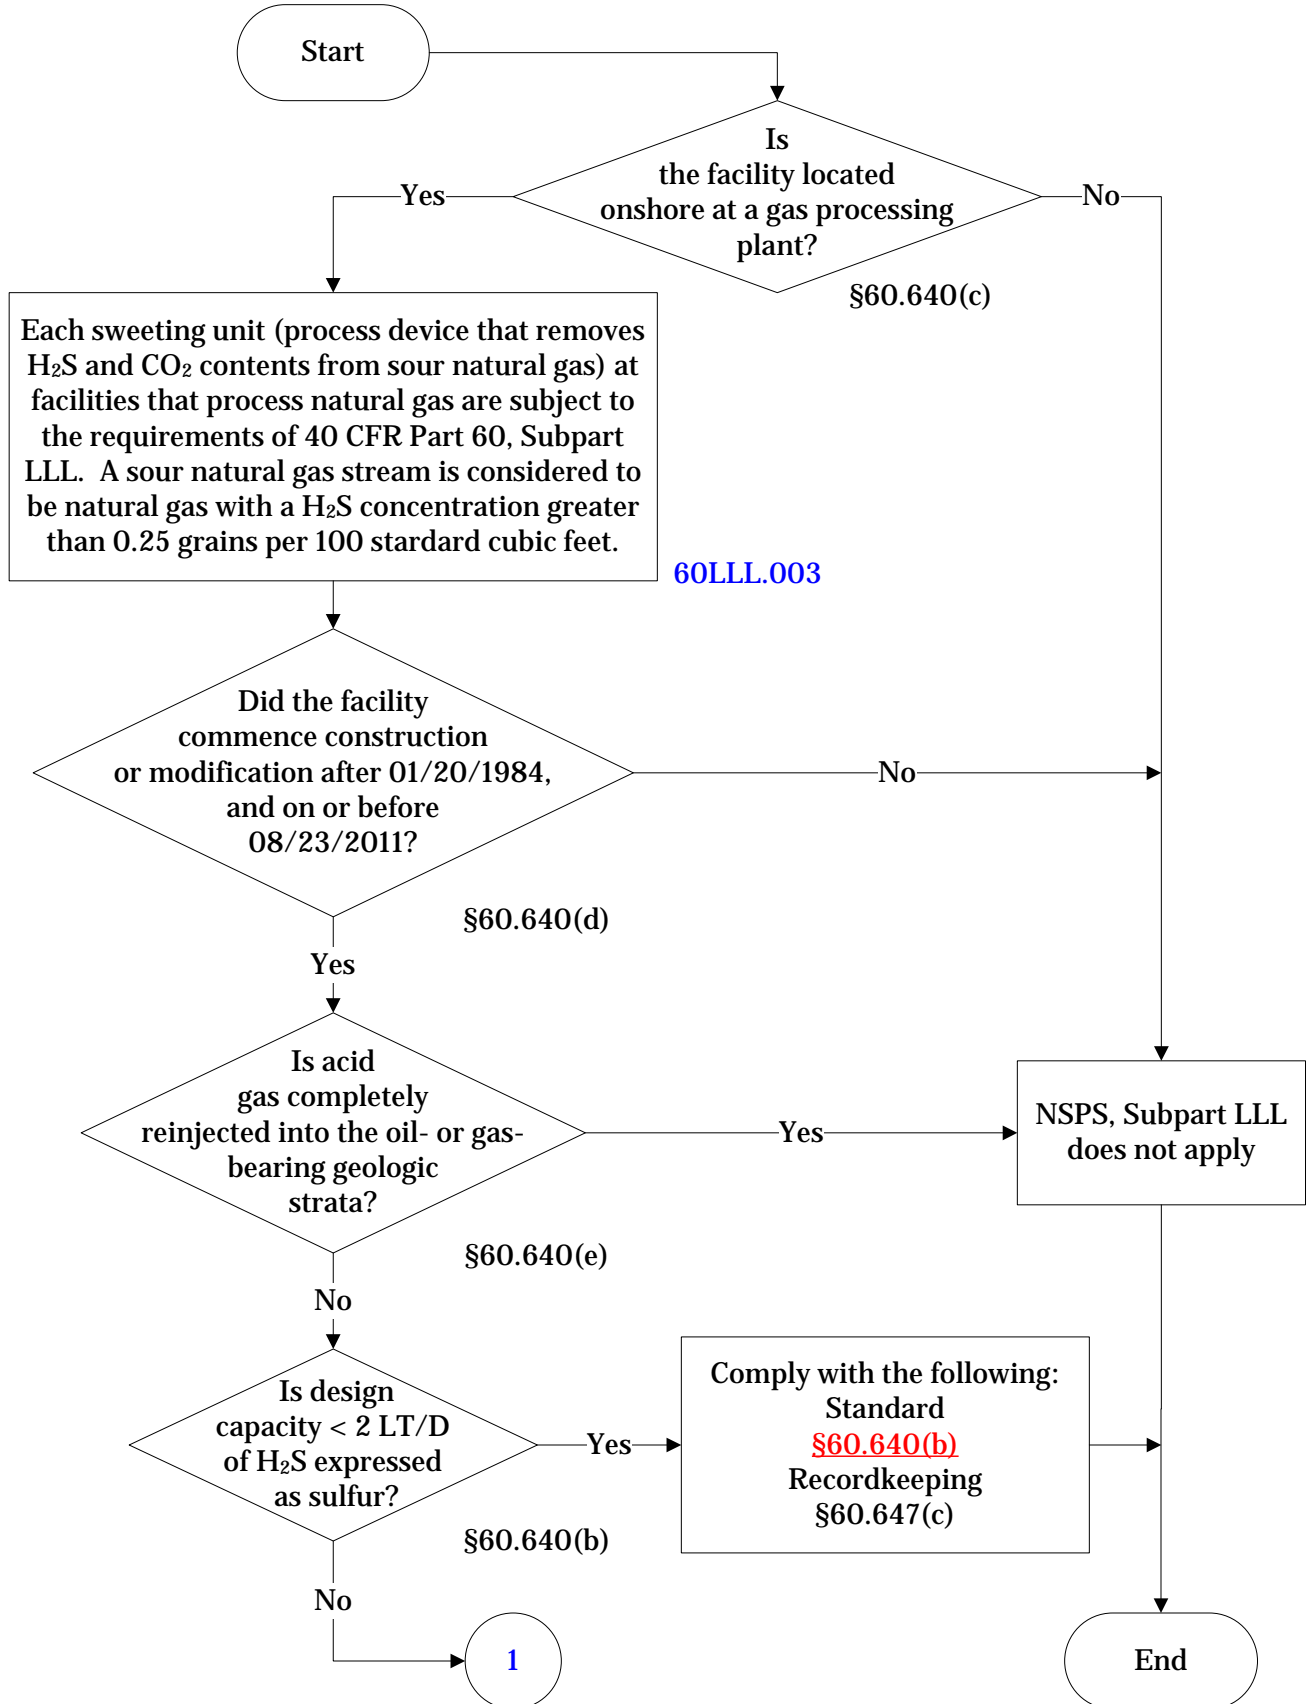 Start
Is
the facility located
onshore at a gas processing
plant?
Yes
No
§60.640(c)
Each sweeting unit (process device that removes
H₂S and CO₂ contents from sour natural gas) at
facilities that process natural gas are subject to
the requirements of 40 CFR Part 60, Subpart
LLL.  A sour natural gas stream is considered to
be natural gas with a H₂S concentration greater
than 0.25 grains per 100 stardard cubic feet.
60LLL.003
Did the facility
commence construction
or modification after 01/20/1984,
and on or before
08/23/2011?
No
§60.640(d)
Yes
Is acid
gas completely
reinjected into the oil- or gas-
bearing geologic
strata?
Yes
NSPS, Subpart LLL
does not apply
§60.640(e)
No
Is design
capacity < 2 LT/D
of H₂S expressed
as sulfur?
Yes
Comply with the following:
Standard
§60.640(b)
Recordkeeping
§60.647(c)
§60.640(b)
No
1
End